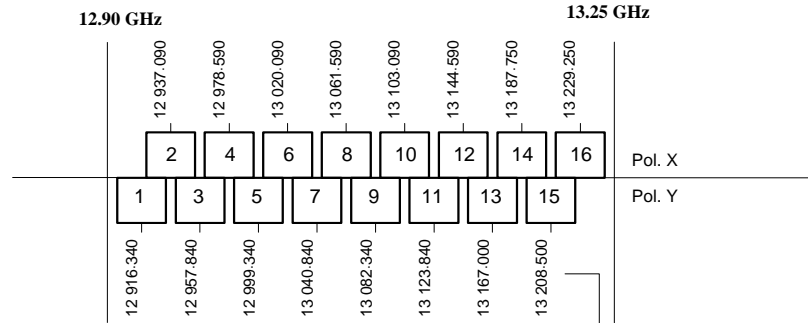 12.90 GHz 13.25 GHz
12 937.090 12 978.590 13 020.090 13 061.590 13 103.090 13 144.590 13 187.750 13 229.250
2 4 6 8 10 12 14 16 Pol. X
1 3 5 7 9 11 13 15 Pol. Y
12 916.340 12 957.840 12 999.340 13 040.840 13 082.340 13 123.840 13 167.000 13 208.500